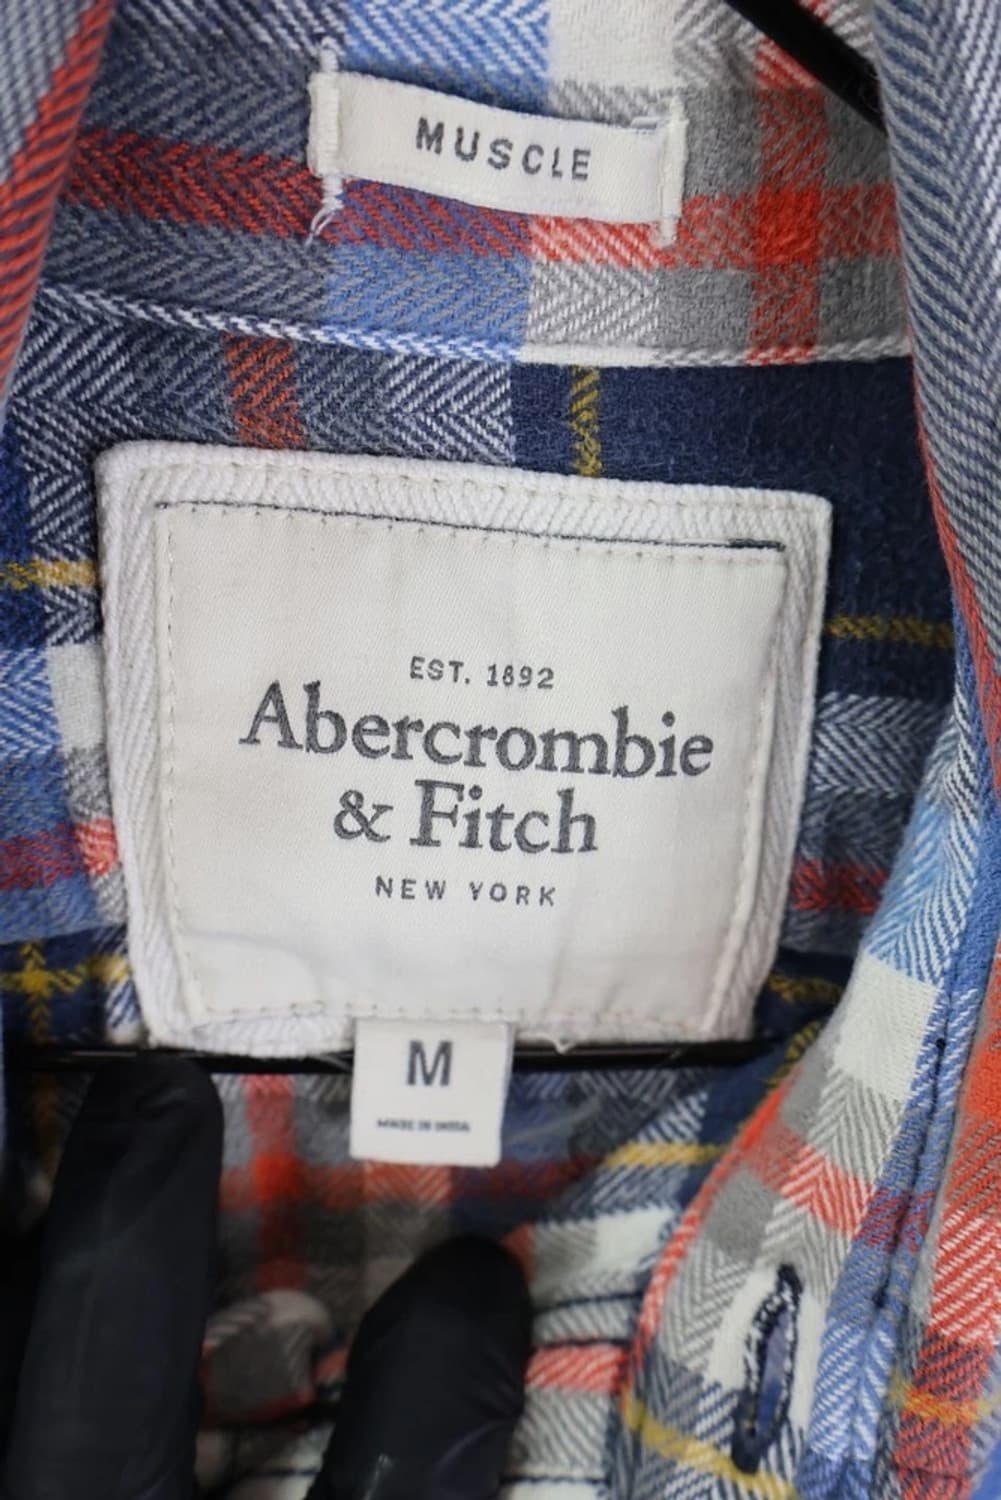 MUSCLE
EST. 1892
Abercrombie
& Fitch
NEW YORK
M
MADE IN INDIA